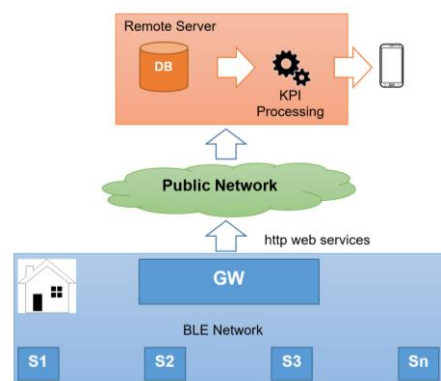 Remote Server
DB
KPI
Processing
Public Network
http web services
GW
BLE Network
S1
S2
S3
Sn